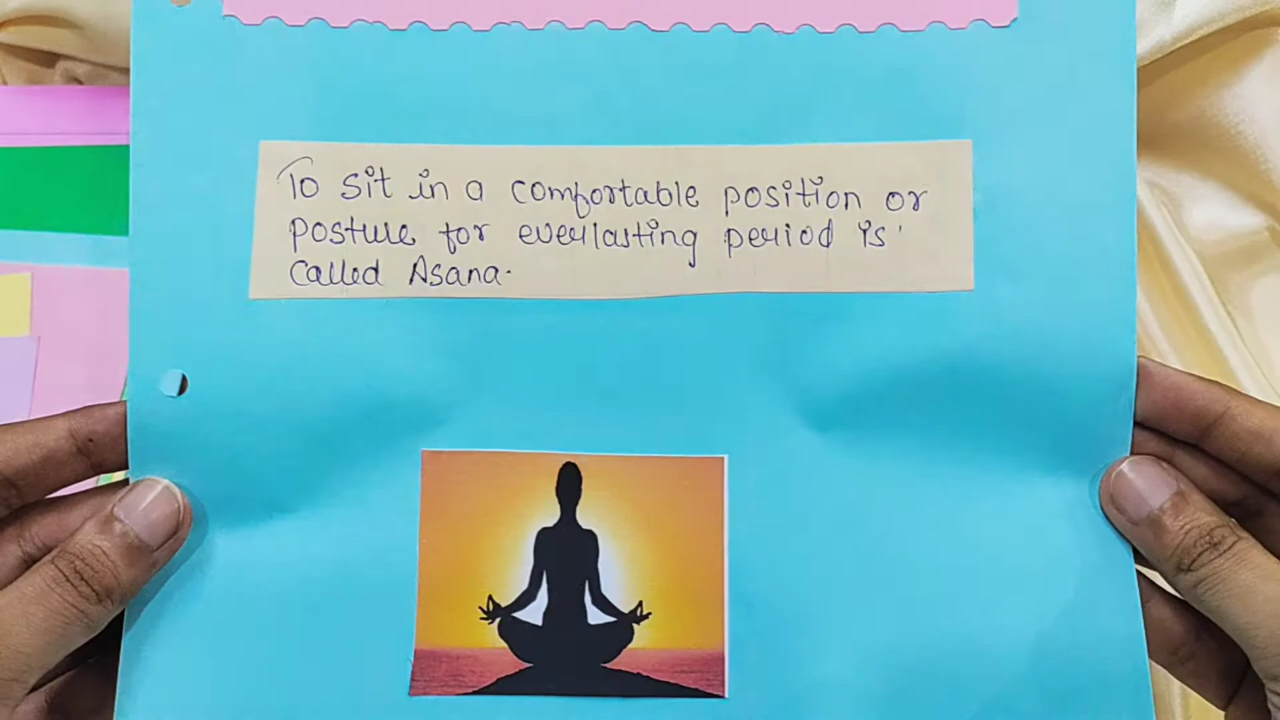 To sit in a comfortable position or
posture for everlasting period is
called Asana.